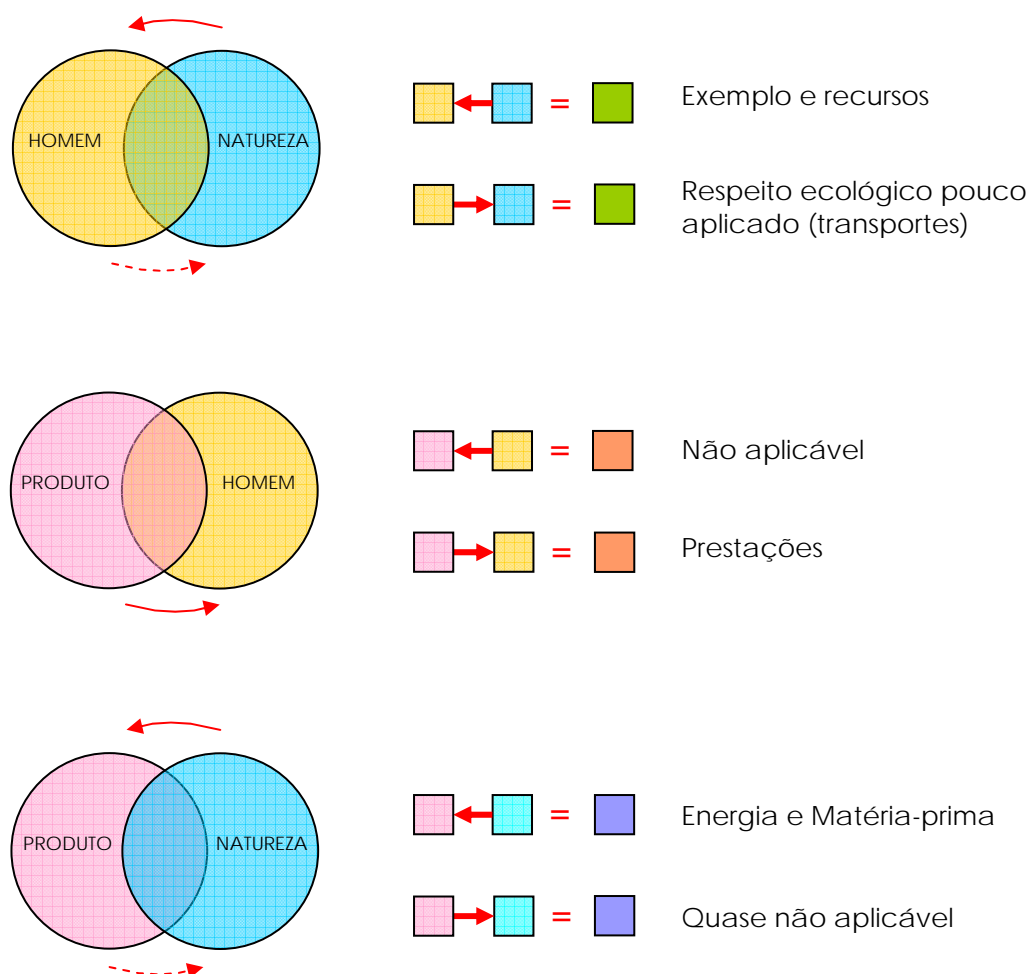 HOMEM
NATUREZA
=
Exemplo e recursos
=
Respeito ecológico pouco
aplicado (transportes)
PRODUTO
HOMEM
=
Não aplicável
=
Prestações
PRODUTO
NATUREZA
=
Energia e Matéria-prima
=
Quase não aplicável